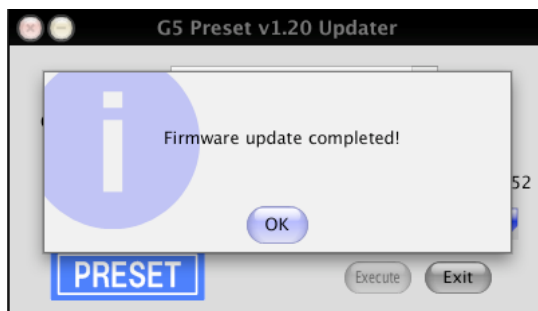 G5 Preset v1.20 Updater
Firmware update completed!
52
OK
PRESET
Execute
Exit